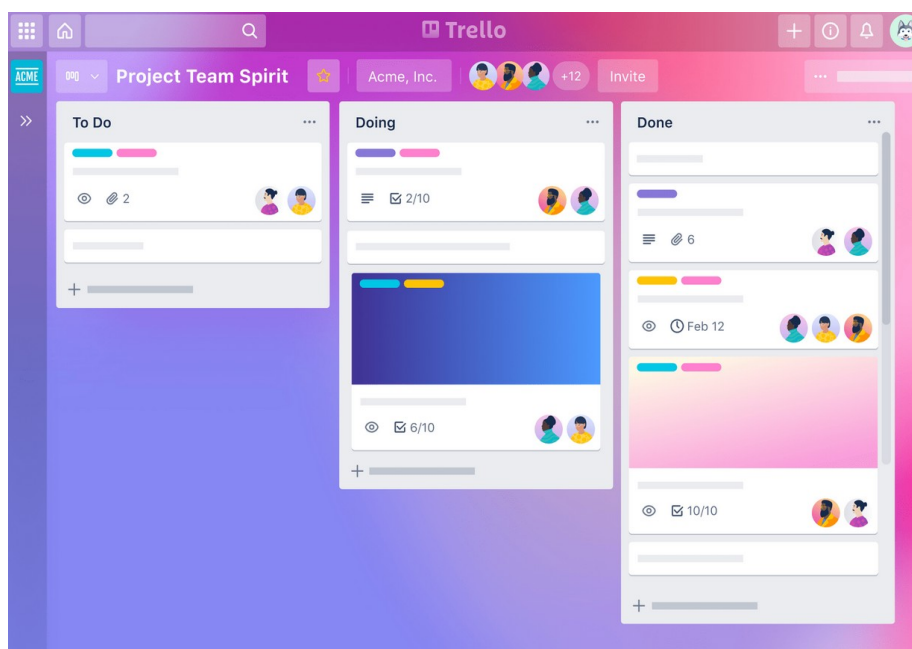 Trello
ACME
Project Team Spirit
Acme, Inc.
+12
Invite
To Do
2
Doing
2/10
6/10
Done
6
Feb 12
10/10